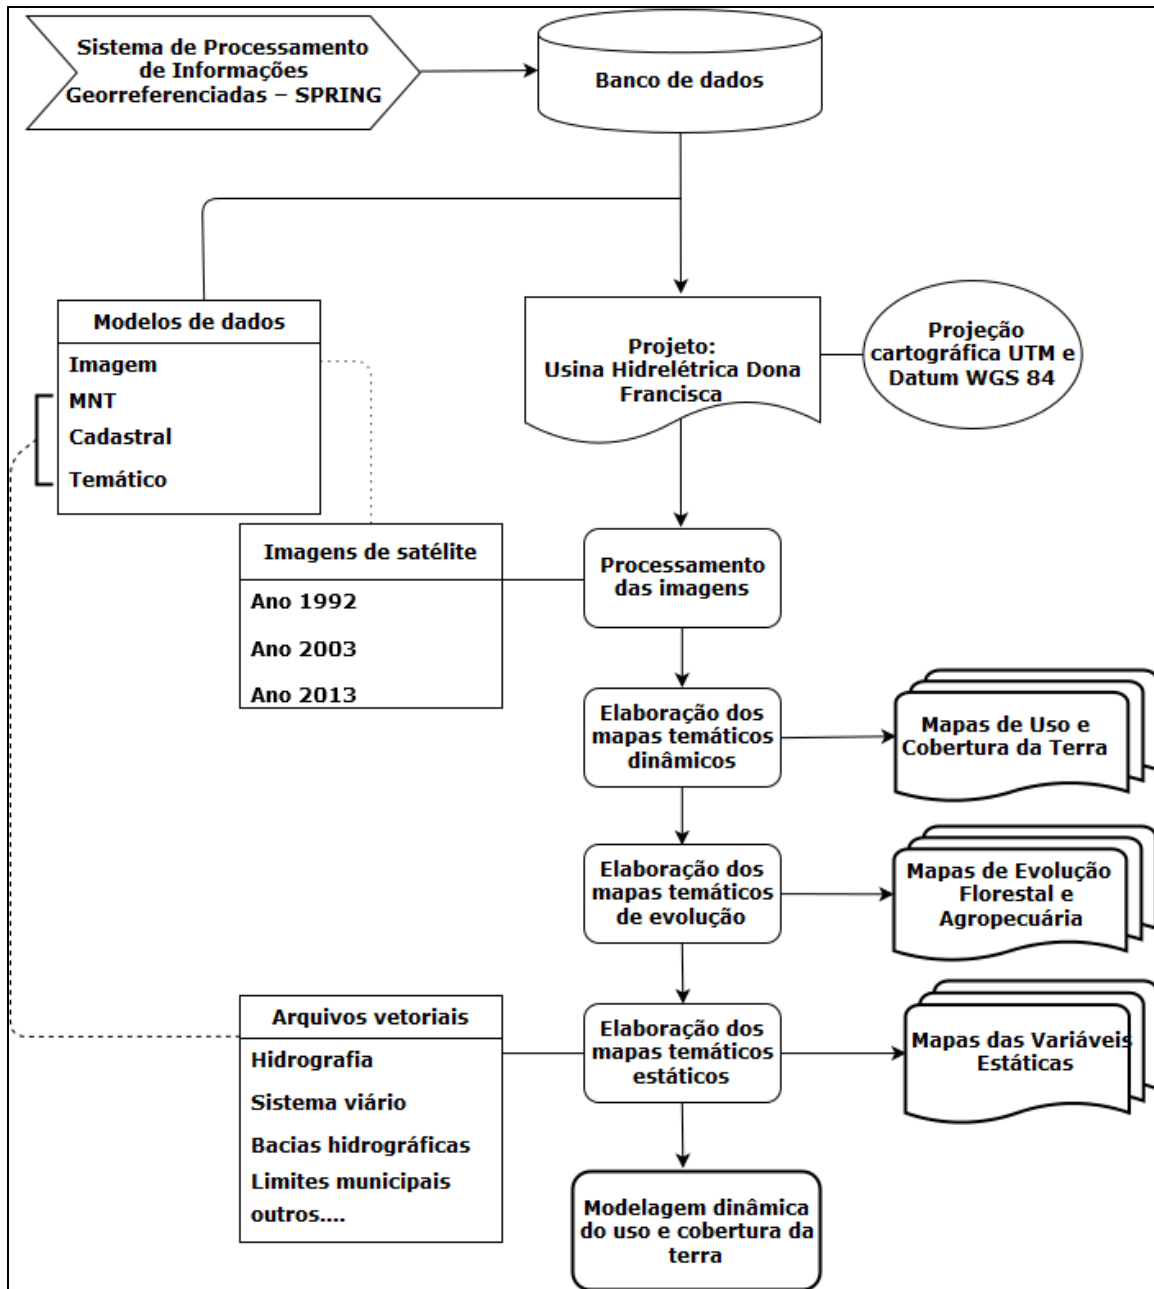 Sistema de Processamento
de Informações
Georreferenciadas – SPRING
Banco de dados
Modelos de dados
Imagem
MNT
Cadastral
Temático
Projeto:
Usina Hidrelétrica Dona
Francisca
Projeção
cartográfica UTM e
Datum WGS 84
Imagens de satélite
Ano 1992
Ano 2003
Ano 2013
Processamento
das imagens
Elaboração dos
mapas temáticos
dinâmicos
Mapas de Uso e
Cobertura da Terra
Elaboração dos
mapas temáticos
de evolução
Mapas de Evolução
Florestal e
Agropecuária
Arquivos vetoriais
Hidrografia
Sistema viário
Bacias hidrográficas
Limites municipais
outros....
Elaboração dos
mapas temáticos
estáticos
Mapas das Variáveis
Estáticas
Modelagem dinâmica
do uso e cobertura da
terra